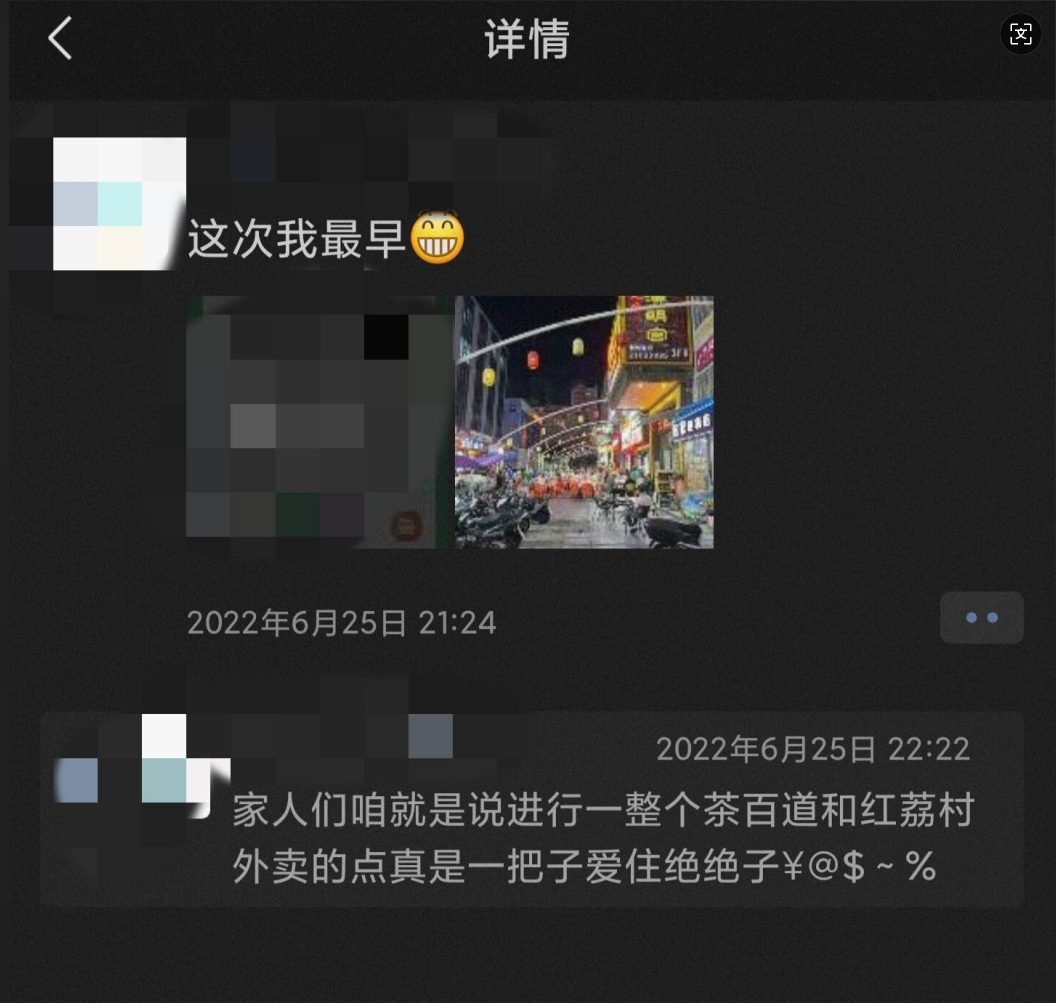 详情
这次我最早😁
2022年6月25日 21:24
2022年6月25日 22:22
家人们咱就是说进行一整个茶百道和红荔村
外卖的点真是一把子爱住绝绝子¥@$~%